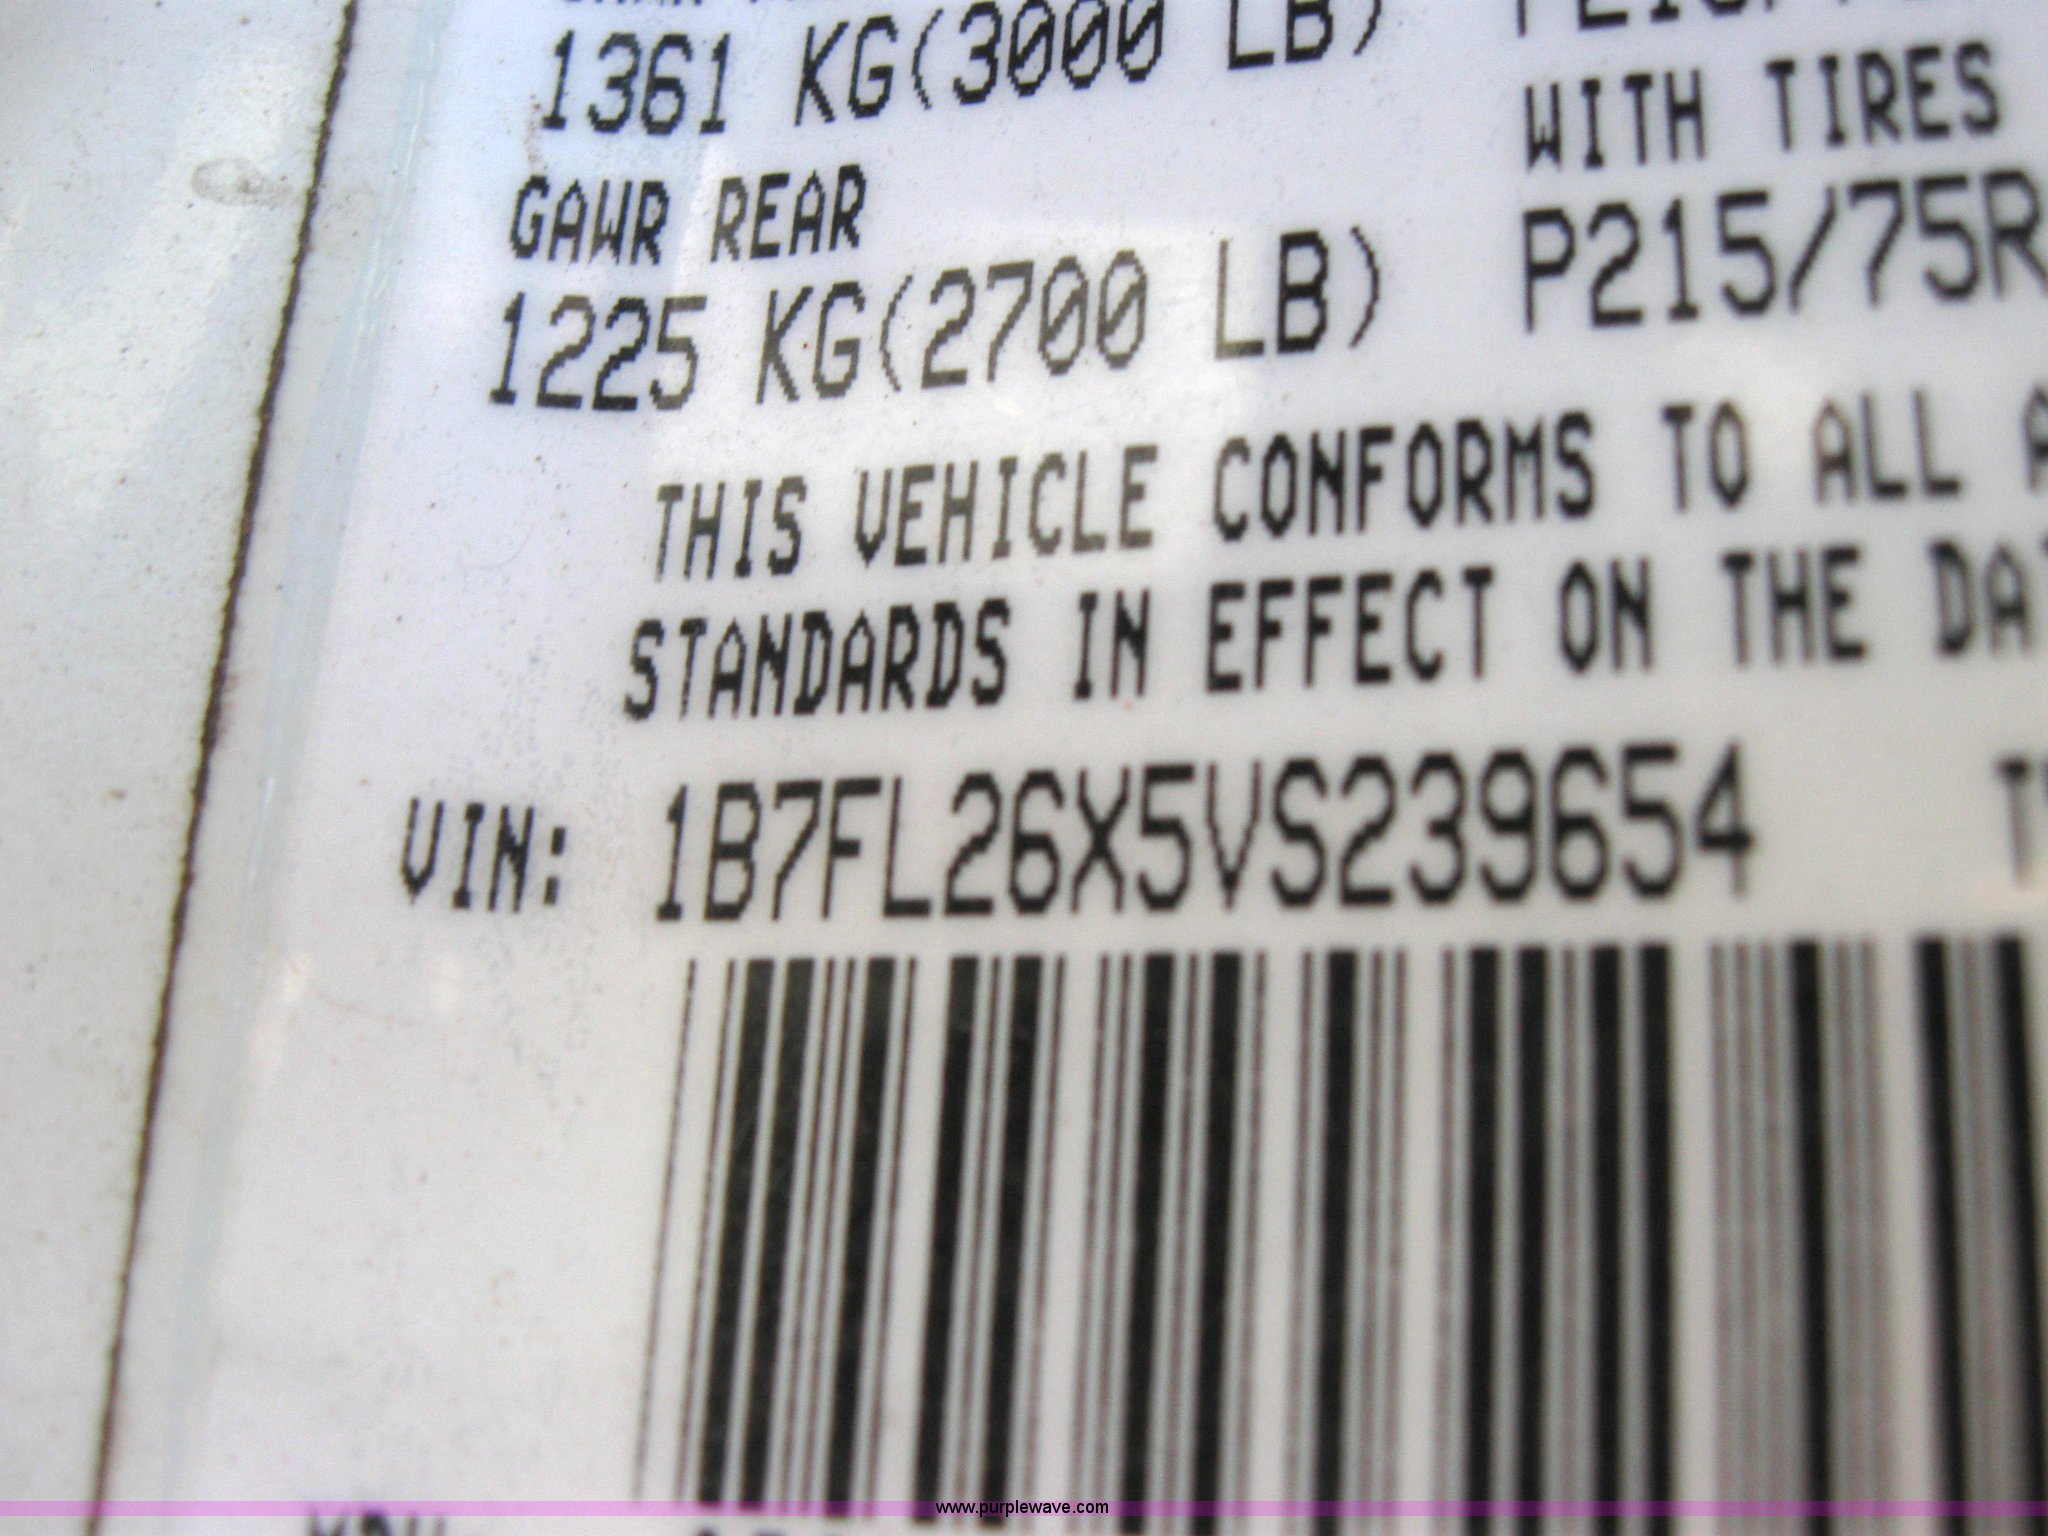 1361 KG(3000 LB)
WITH TIRES
GAWR REAR
1225 KG(2700 LB)
P215/75R
THIS VEHICLE CONFORMS TO ALL A
STANDARDS IN EFFECT ON THE DA
VIN: 1B7FL26X5VS239654
www.purplewave.com